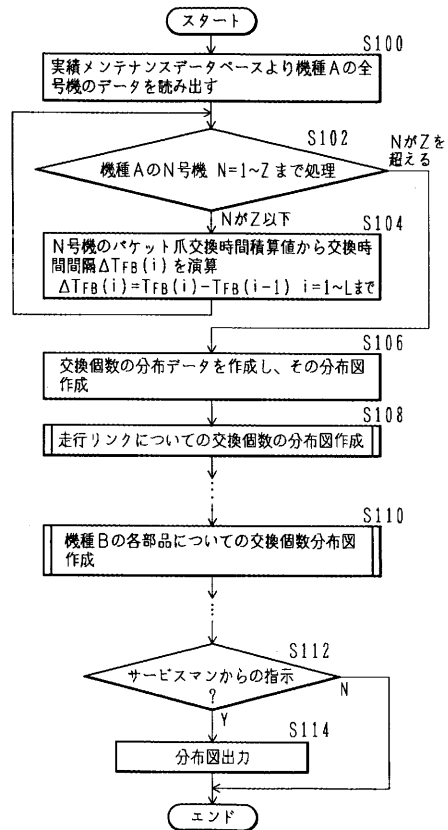 スタート
S100
実績メンテナンスデータベースより機種Aの全
号機のデータを読み出す
S102
機種AのN号機 N=1~Zまで処理
NがZを
超える
NがZ以下
S104
N号機のバケット爪交換時間積算値から交換時
間間隔ΔTFB(i)を演算
ΔTFB(i)=TFB(i)-TFB(i-1) i=1~Lまで
S106
交換個数の分布データを作成し、その分布図
作成
S108
走行リンクについての交換個数の分布図作成
S110
機種Bの各部品についての交換個数分布図
作成
S112
サービスマンからの指示
?
N
Y
S114
分布図出力
エンド